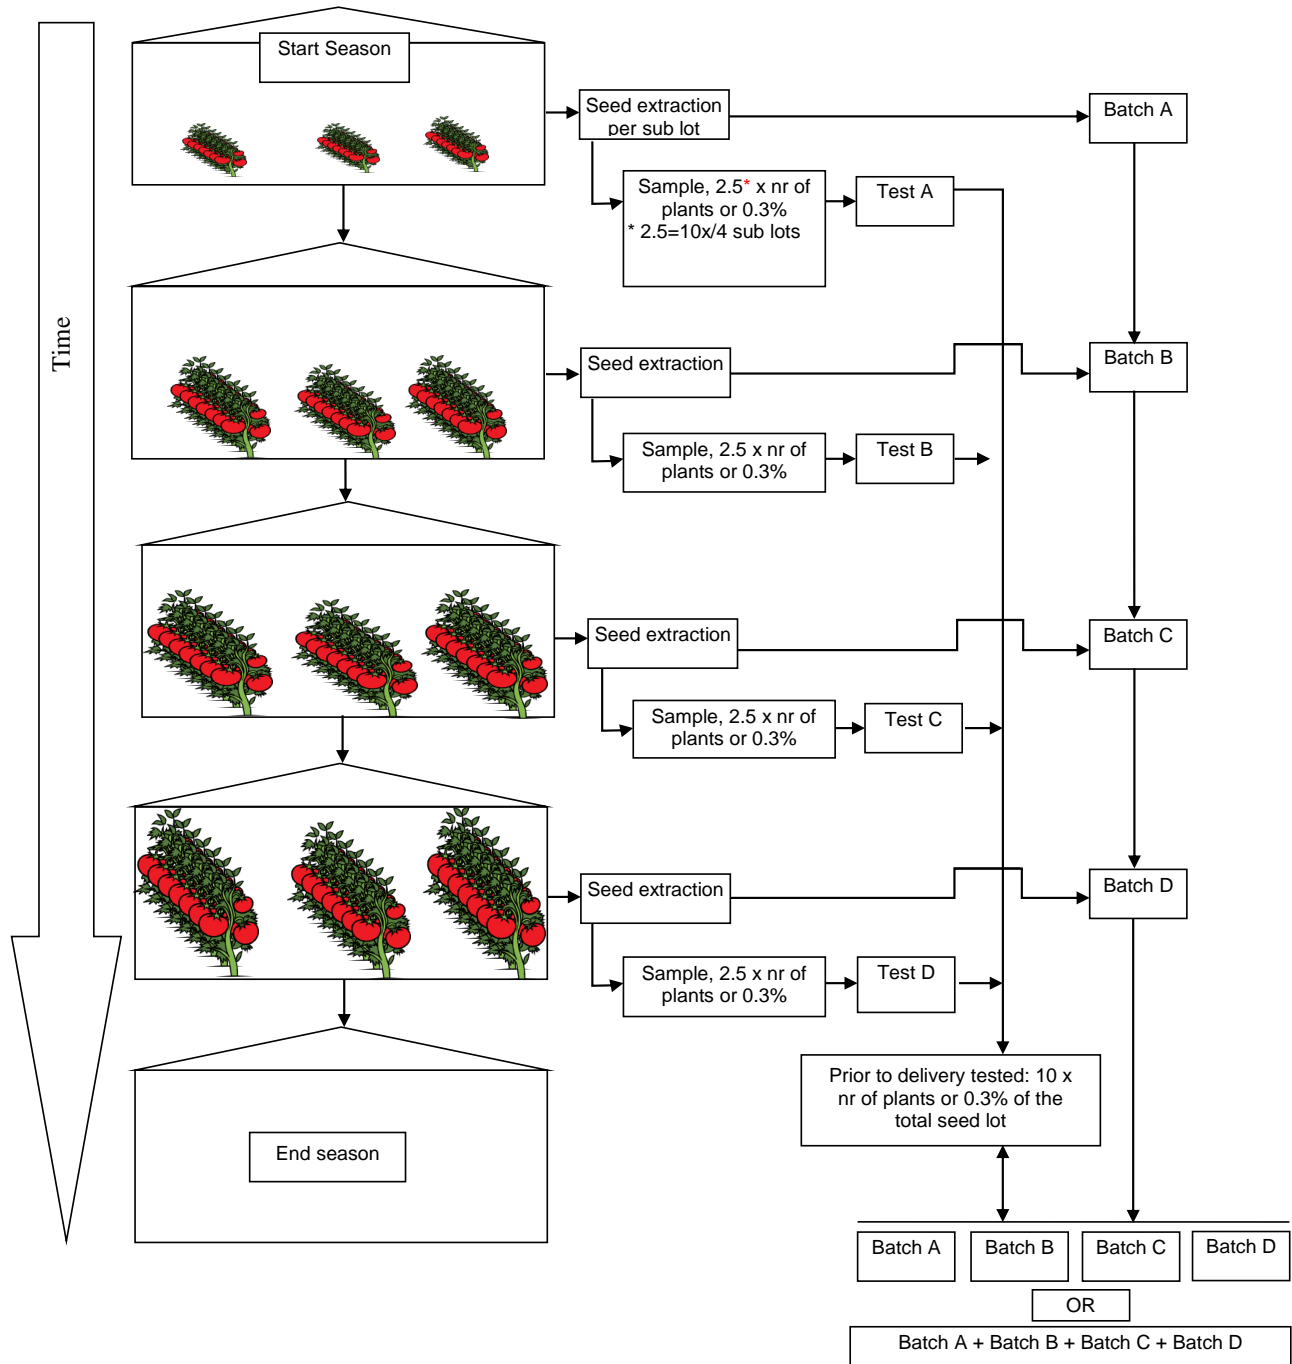 Start Season
Seed extraction
per sub lot
Batch A
Sample, 2.5* x nr of
plants or 0.3%
* 2.5=10x/4 sub lots
Test A
Time
Seed extraction
Batch B
Sample, 2.5 x nr of
plants or 0.3%
Test B
Seed extraction
Batch C
Sample, 2.5 x nr of
plants or 0.3%
Test C
Seed extraction
Batch D
Sample, 2.5 x nr of
plants or 0.3%
Test D
Prior to delivery tested: 10 x
nr of plants or 0.3% of the
total seed lot
End season
Batch A
Batch B
Batch C
Batch D
OR
Batch A + Batch B + Batch C + Batch D